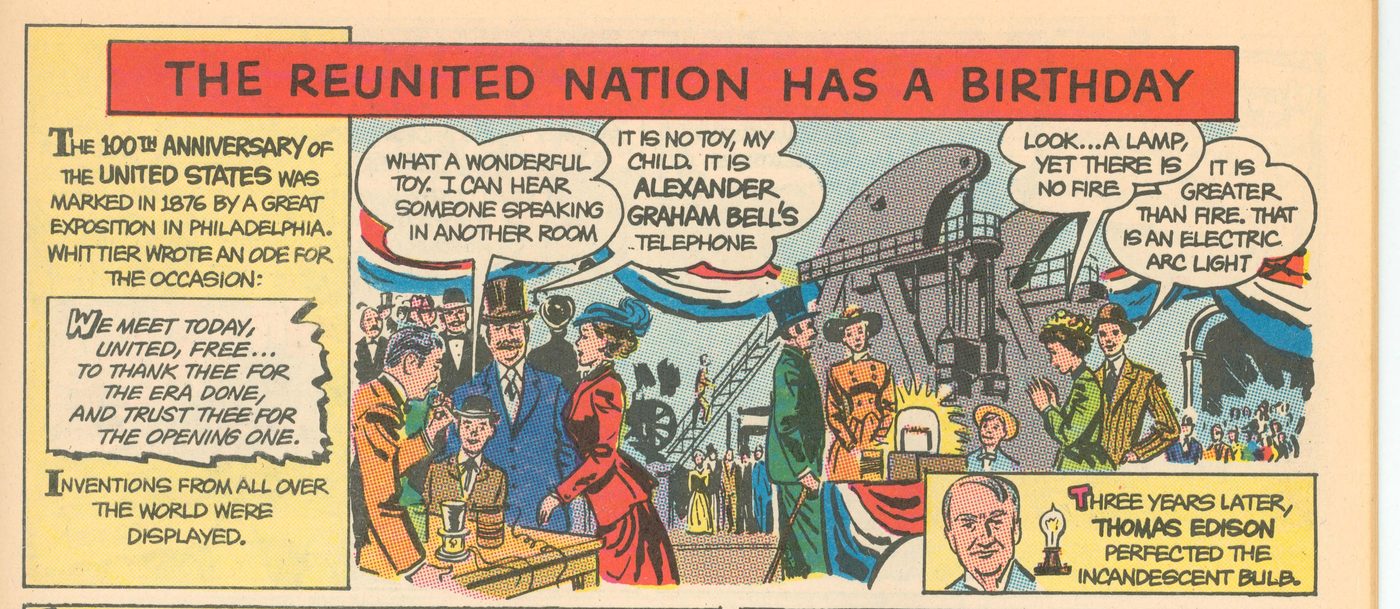 THE REUNITED NATION HAS A BIRTHDAY
THE 100TH ANNIVERSARY OF
THE UNITED STATES WAS
MARKED IN 1876 BY A GREAT
EXPOSITION IN PHILADELPHIA.
WHITTIER WROTE AN ODE FOR
THE OCCASION:
WE MEET TODAY,
UNITED, FREE...
TO THANK THEE FOR
THE ERA DONE,
AND TRUST THEE FOR
THE OPENING ONE.
INVENTIONS FROM ALL OVER
THE WORLD WERE
DISPLAYED.
WHAT A WONDERFUL
TOY. I CAN HEAR
SOMEONE SPEAKING
IN ANOTHER ROOM
IT IS NO TOY, MY
CHILD. IT IS
ALEXANDER
GRAHAM BELL'S
TELEPHONE
LOOK...A LAMP,
YET THERE IS
NO FIRE
IT IS
GREATER
THAN FIRE. THAT
IS AN ELECTRIC
ARC LIGHT
THREE YEARS LATER,
THOMAS EDISON
PERFECTED THE
INCANDESCENT BULB.